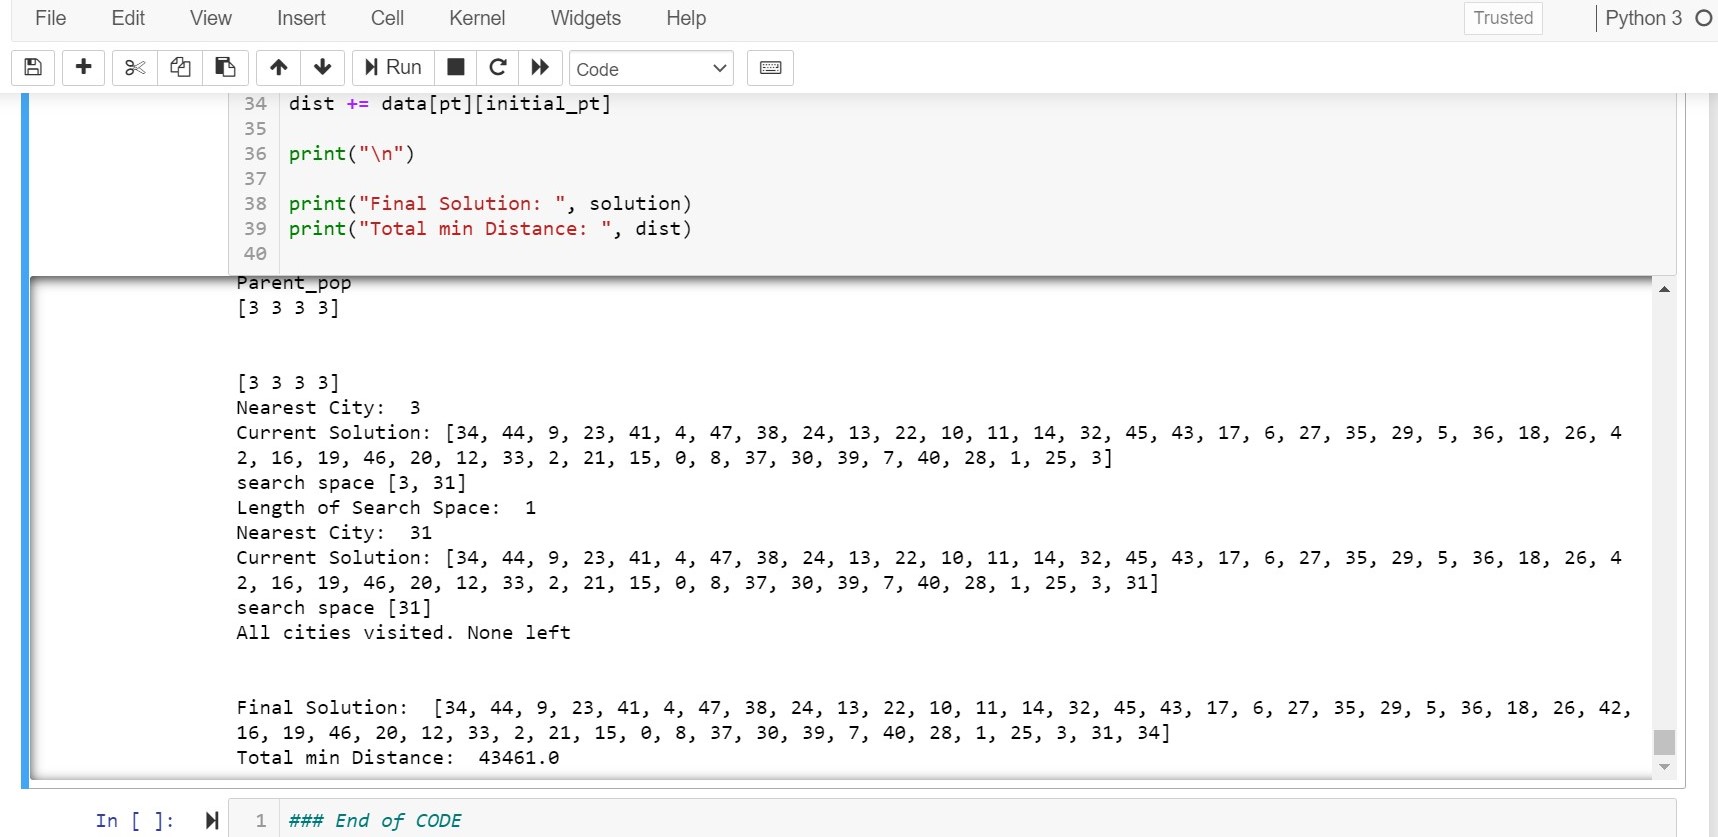 File Edit View Insert Cell Kernel Widgets Help Trusted Python 3
Run Code
34 dist += data[pt][initial_pt]
35
36 print("\n")
37
38 print("Final Solution: ", solution)
39 print("Total min Distance: ", dist)
40
Parent_pop
[3 3 3 3]
[3 3 3 3]
Nearest City:  3
Current Solution: [34, 44, 9, 23, 41, 4, 47, 38, 24, 13, 22, 10, 11, 14, 32, 45, 43, 17, 6, 27, 35, 29, 5, 36, 18, 26, 4
2, 16, 19, 46, 20, 12, 33, 2, 21, 15, 0, 8, 37, 30, 39, 7, 40, 28, 1, 25, 3]
search space [3, 31]
Length of Search Space:  1
Nearest City:  31
Current Solution: [34, 44, 9, 23, 41, 4, 47, 38, 24, 13, 22, 10, 11, 14, 32, 45, 43, 17, 6, 27, 35, 29, 5, 36, 18, 26, 4
2, 16, 19, 46, 20, 12, 33, 2, 21, 15, 0, 8, 37, 30, 39, 7, 40, 28, 1, 25, 3, 31]
search space [31]
All cities visited. None left
Final Solution:  [34, 44, 9, 23, 41, 4, 47, 38, 24, 13, 22, 10, 11, 14, 32, 45, 43, 17, 6, 27, 35, 29, 5, 36, 18, 26, 42,
16, 19, 46, 20, 12, 33, 2, 21, 15, 0, 8, 37, 30, 39, 7, 40, 28, 1, 25, 3, 31, 34]
Total min Distance:  43461.0
In [ ]: 1 ### End of CODE